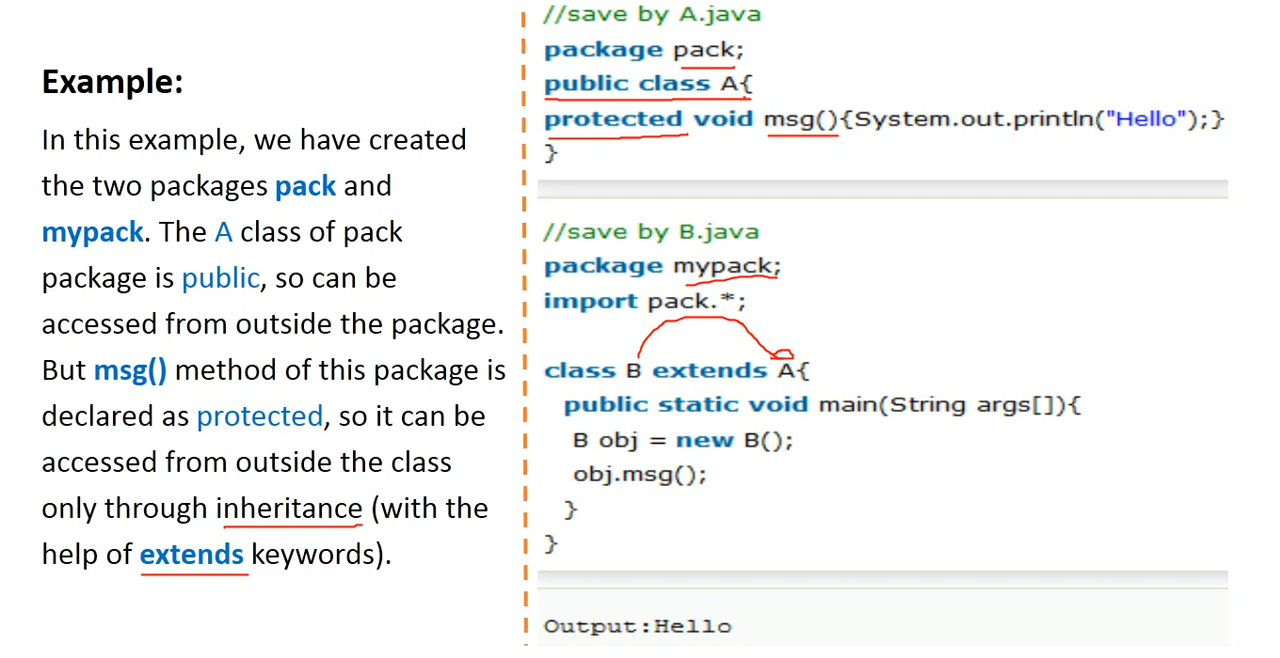 Example:
In this example, we have created
the two packages pack and
mypack. The A class of pack
package is public, so can be
accessed from outside the package.
But msg() method of this package is
declared as protected, so it can be
accessed from outside the class
only through inheritance (with the
help of extends keywords).
//save by A.java
package pack;
public class A{
protected void msg(){System.out.println("Hello");}
}
//save by B.java
package mypack;
import pack.*;
class B extends A{
public static void main(String args[]){
B obj = new B();
obj.msg();
}
}
Output:Hello